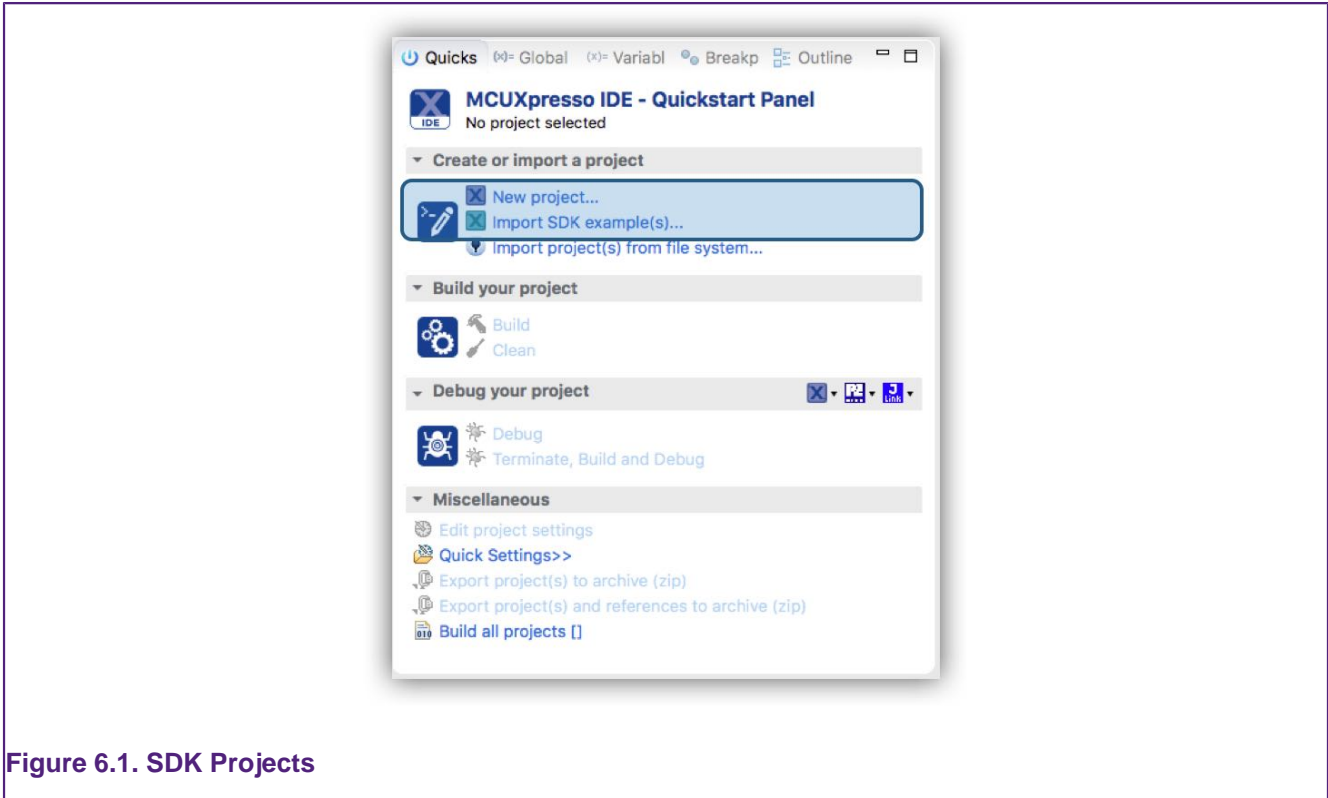 Quicks (x)= Global (x)= Variabl Breakp Outline
MCUXpresso IDE - Quickstart Panel
IDE No project selected
Create or import a project
New project...
Import SDK example(s)...
Import project(s) from file system...
Build your project
Build
Clean
Debug your project
Debug
Terminate, Build and Debug
Miscellaneous
Edit project settings
Quick Settings>>
Export project(s) to archive (zip)
Export project(s) and references to archive (zip)
010 Build all projects []
Figure 6.1. SDK Projects